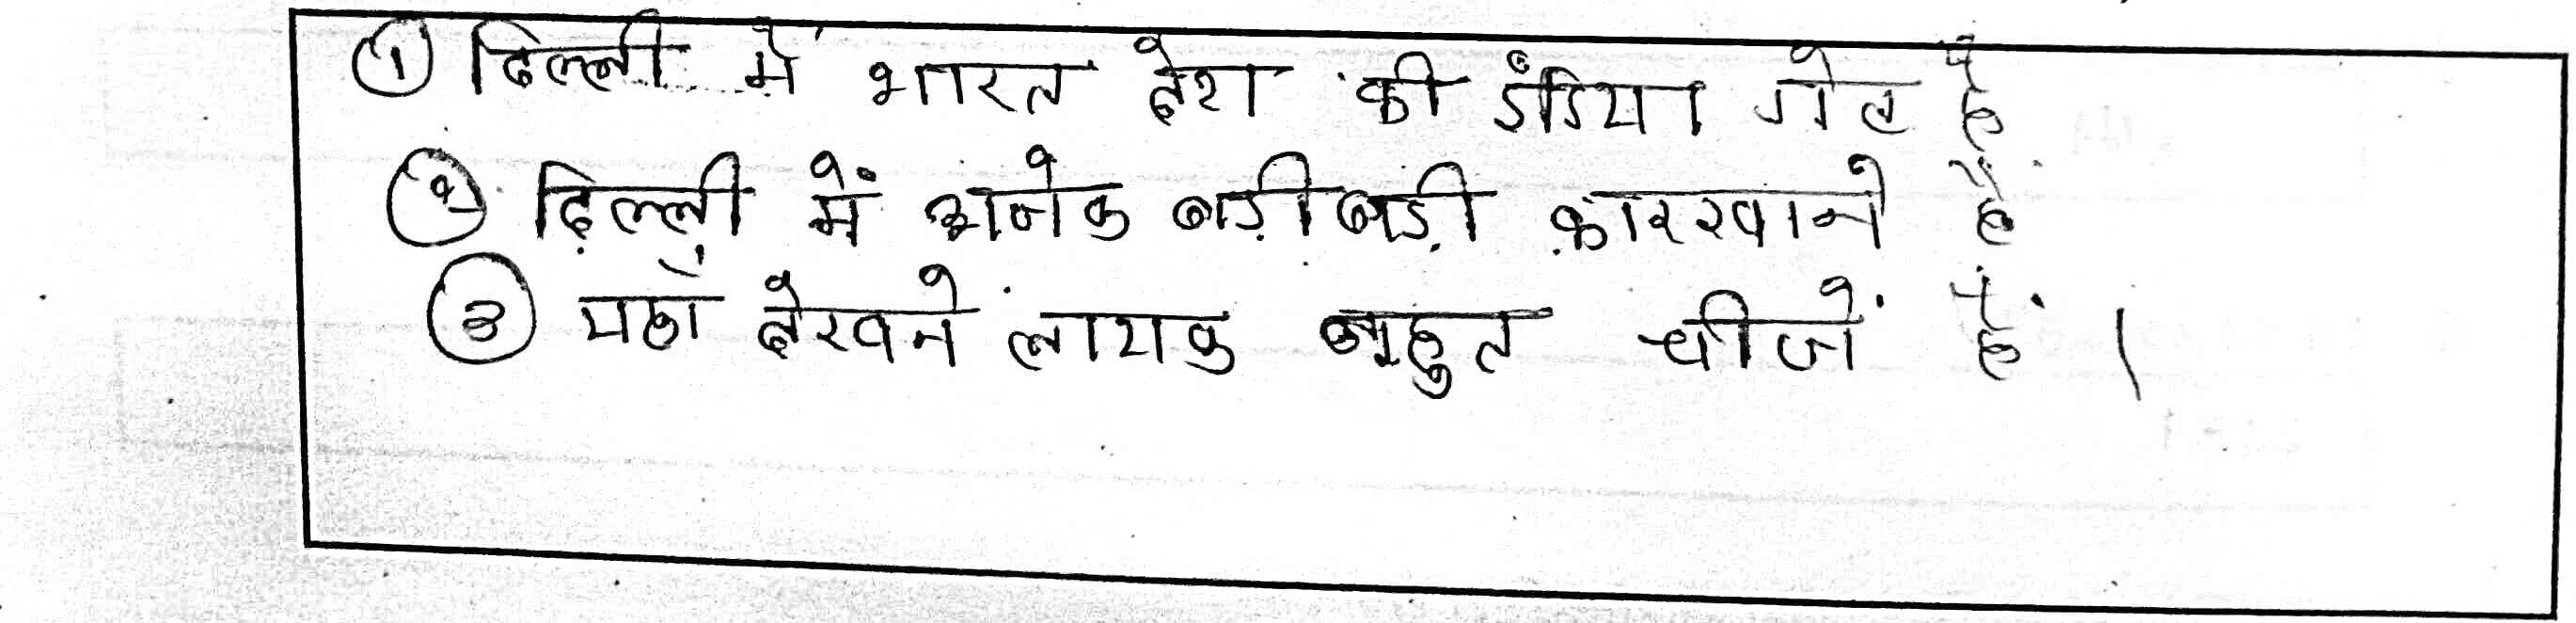 ① दिल्ली में भारत देश की इंडिया गेट है
② दिल्ली में अनेक बड़ी बड़ी कारखाने है
③ यहाँ देखने लायक बहुत चीजें हैं ।